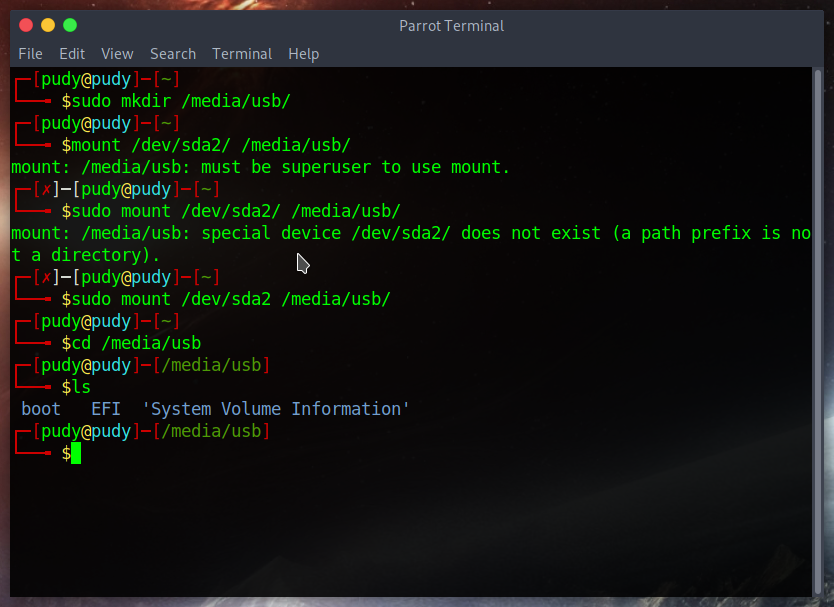 Parrot Terminal
File Edit View Search Terminal Help
┌─[pudy@pudy]─[~]
└──╼ $sudo mkdir /media/usb/
┌─[pudy@pudy]─[~]
└──╼ $mount /dev/sda2/ /media/usb/
mount: /media/usb: must be superuser to use mount.
┌─[✗]─[pudy@pudy]─[~]
└──╼ $sudo mount /dev/sda2/ /media/usb/
mount: /media/usb: special device /dev/sda2/ does not exist (a path prefix is no
t a directory).
┌─[✗]─[pudy@pudy]─[~]
└──╼ $sudo mount /dev/sda2 /media/usb/
┌─[pudy@pudy]─[~]
└──╼ $cd /media/usb
┌─[pudy@pudy]─[/media/usb]
└──╼ $ls
boot   EFI  'System Volume Information'
┌─[pudy@pudy]─[/media/usb]
└──╼ $